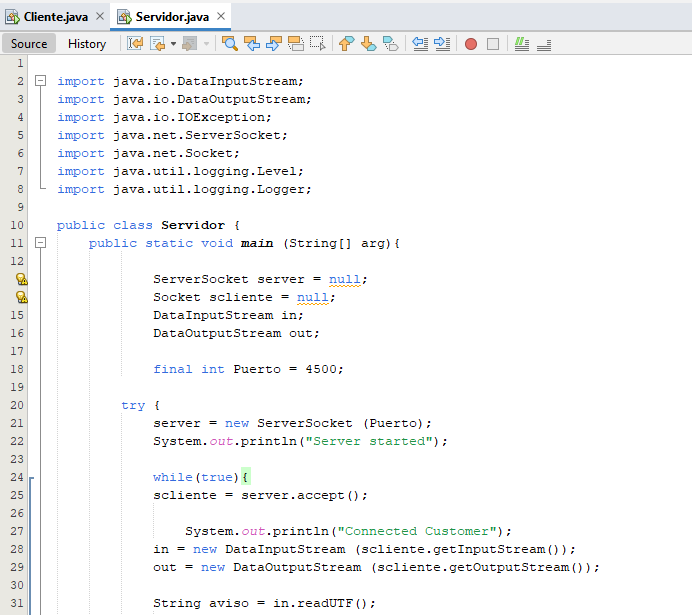 Cliente.java Servidor.java
Source History
1
2 import java.io.DataInputStream;
3 import java.io.DataOutputStream;
4 import java.io.IOException;
5 import java.net.ServerSocket;
6 import java.net.Socket;
7 import java.util.logging.Level;
8 import java.util.logging.Logger;
9
10 public class Servidor {
11 public static void main (String[] arg){
12
ServerSocket server = null;
Socket scliente = null;
15 DataInputStream in;
16 DataOutputStream out;
17
18 final int Puerto = 4500;
19
20 try {
21 server = new ServerSocket (Puerto);
22 System.out.println("Server started");
23
24 while(true){
25 scliente = server.accept();
26
27 System.out.println("Connected Customer");
28 in = new DataInputStream (scliente.getInputStream());
29 out = new DataOutputStream (scliente.getOutputStream());
30
31 String aviso = in.readUTF();